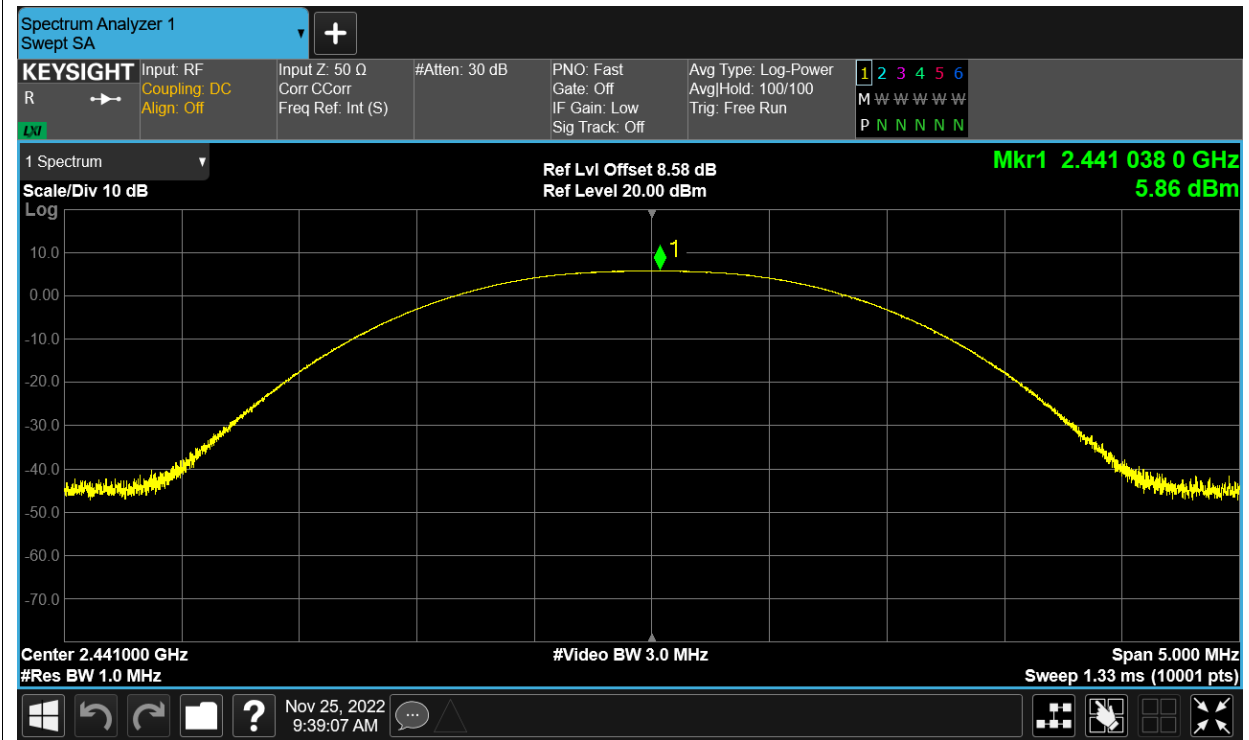 Spectrum Analyzer 1
Swept SA
+
KEYSIGHT
R
LXI
Input: RF
Coupling: DC
Align: Off
Input Z: 50 Ω
Corr CCorr
Freq Ref: Int (S)
#Atten: 30 dB
PNO: Fast
Gate: Off
IF Gain: Low
Sig Track: Off
Avg Type: Log-Power
Avg|Hold: 100/100
Trig: Free Run
1 2 3 4 5 6
M W W W W W
P N N N N N
1 Spectrum
Scale/Div 10 dB
Log
Ref Lvl Offset 8.58 dB
Ref Level 20.00 dBm
Mkr1 2.441 038 0 GHz
5.86 dBm
1
10.0
0.00
-10.0
-20.0
-30.0
-40.0
-50.0
-60.0
-70.0
Center 2.441000 GHz
#Video BW 3.0 MHz
Span 5.000 MHz
#Res BW 1.0 MHz
Sweep 1.33 ms (10001 pts)
?
Nov 25, 2022
9:39:07 AM